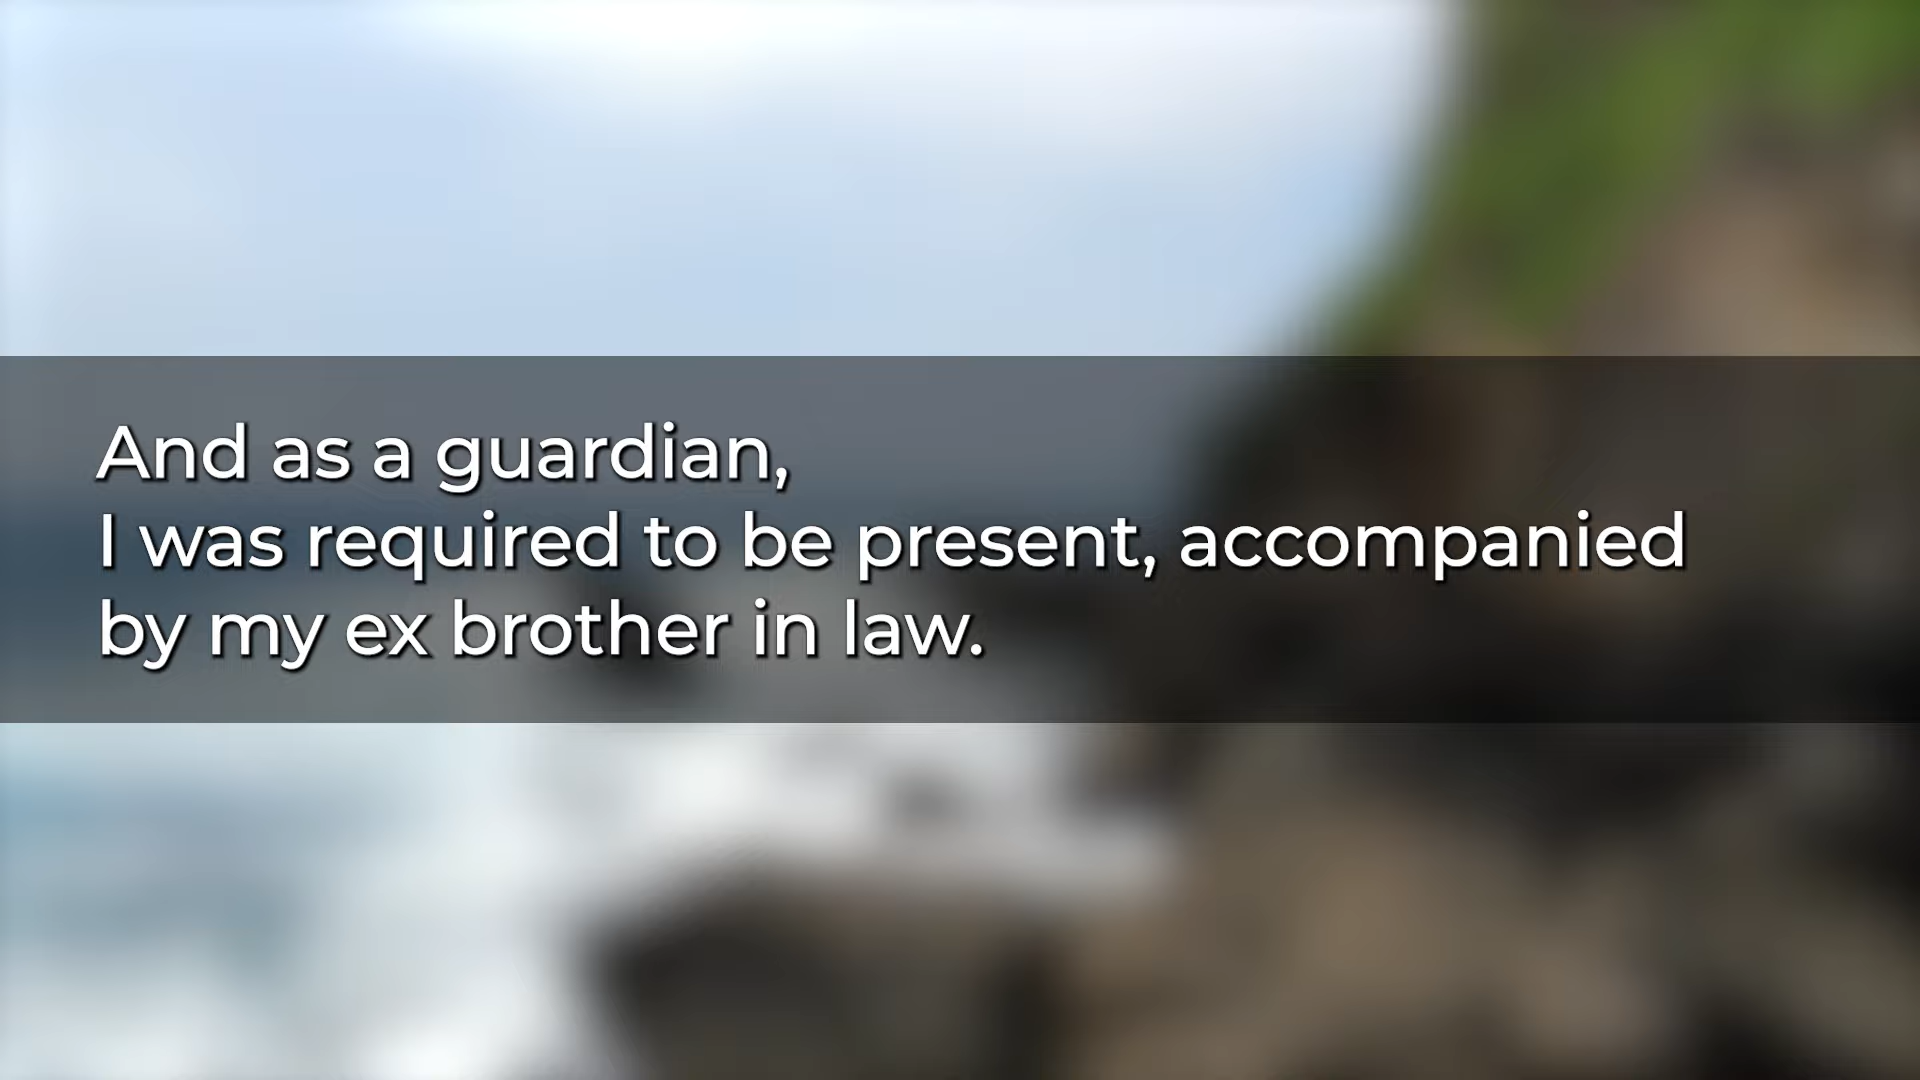 And as a guardian,
I was required to be present, accompanied
by my ex brother in law.